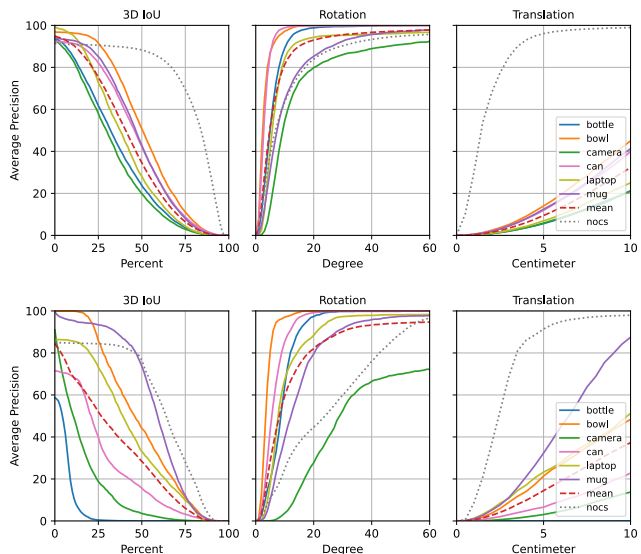 3D IoU Rotation Translation
100
80
60
40
20
0
Average Precision
0 25 50 75 100
Percent
0 20 40 60
Degree
0 5 10
Centimeter
bottle
bowl
camera
can
laptop
mug
mean
nocs
3D IoU Rotation Translation
100
80
60
40
20
0
Average Precision
0 25 50 75 100
Percent
0 20 40 60
Degree
0 5 10
Centimeter
bottle
bowl
camera
can
laptop
mug
mean
nocs